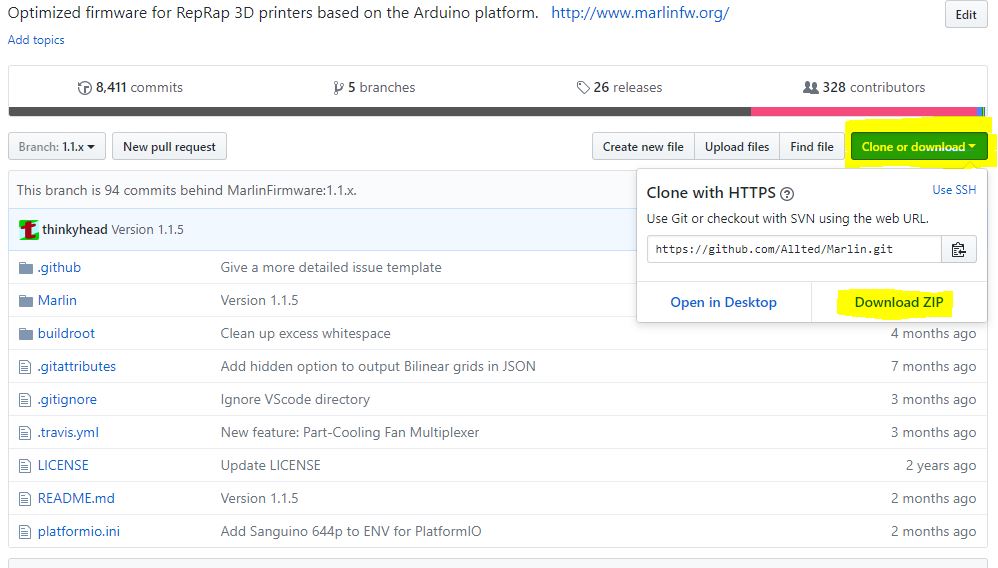 Optimized firmware for RepRap 3D printers based on the Arduino platform. http://www.marlinfw.org/
Edit
Add topics
8,411 commits 5 branches 26 releases 328 contributors
Branch: 1.1.x New pull request Create new file Upload files Find file Clone or download
This branch is 94 commits behind MarlinFirmware:1.1.x.
Clone with HTTPS ? Use SSH
Use Git or checkout with SVN using the web URL.
thinkyhead Version 1.1.5
https://github.com/Allted/Marlin.git
.github Give a more detailed issue template
Marlin Version 1.1.5
Open in Desktop Download ZIP
buildroot Clean up excess whitespace 4 months ago
.gitattributes Add hidden option to output Bilinear grids in JSON 7 months ago
.gitignore Ignore VScode directory 3 months ago
.travis.yml New feature: Part-Cooling Fan Multiplexer 3 months ago
LICENSE Update LICENSE 2 years ago
README.md Version 1.1.5 2 months ago
platformio.ini Add Sanguino 644p to ENV for PlatformIO 2 months ago